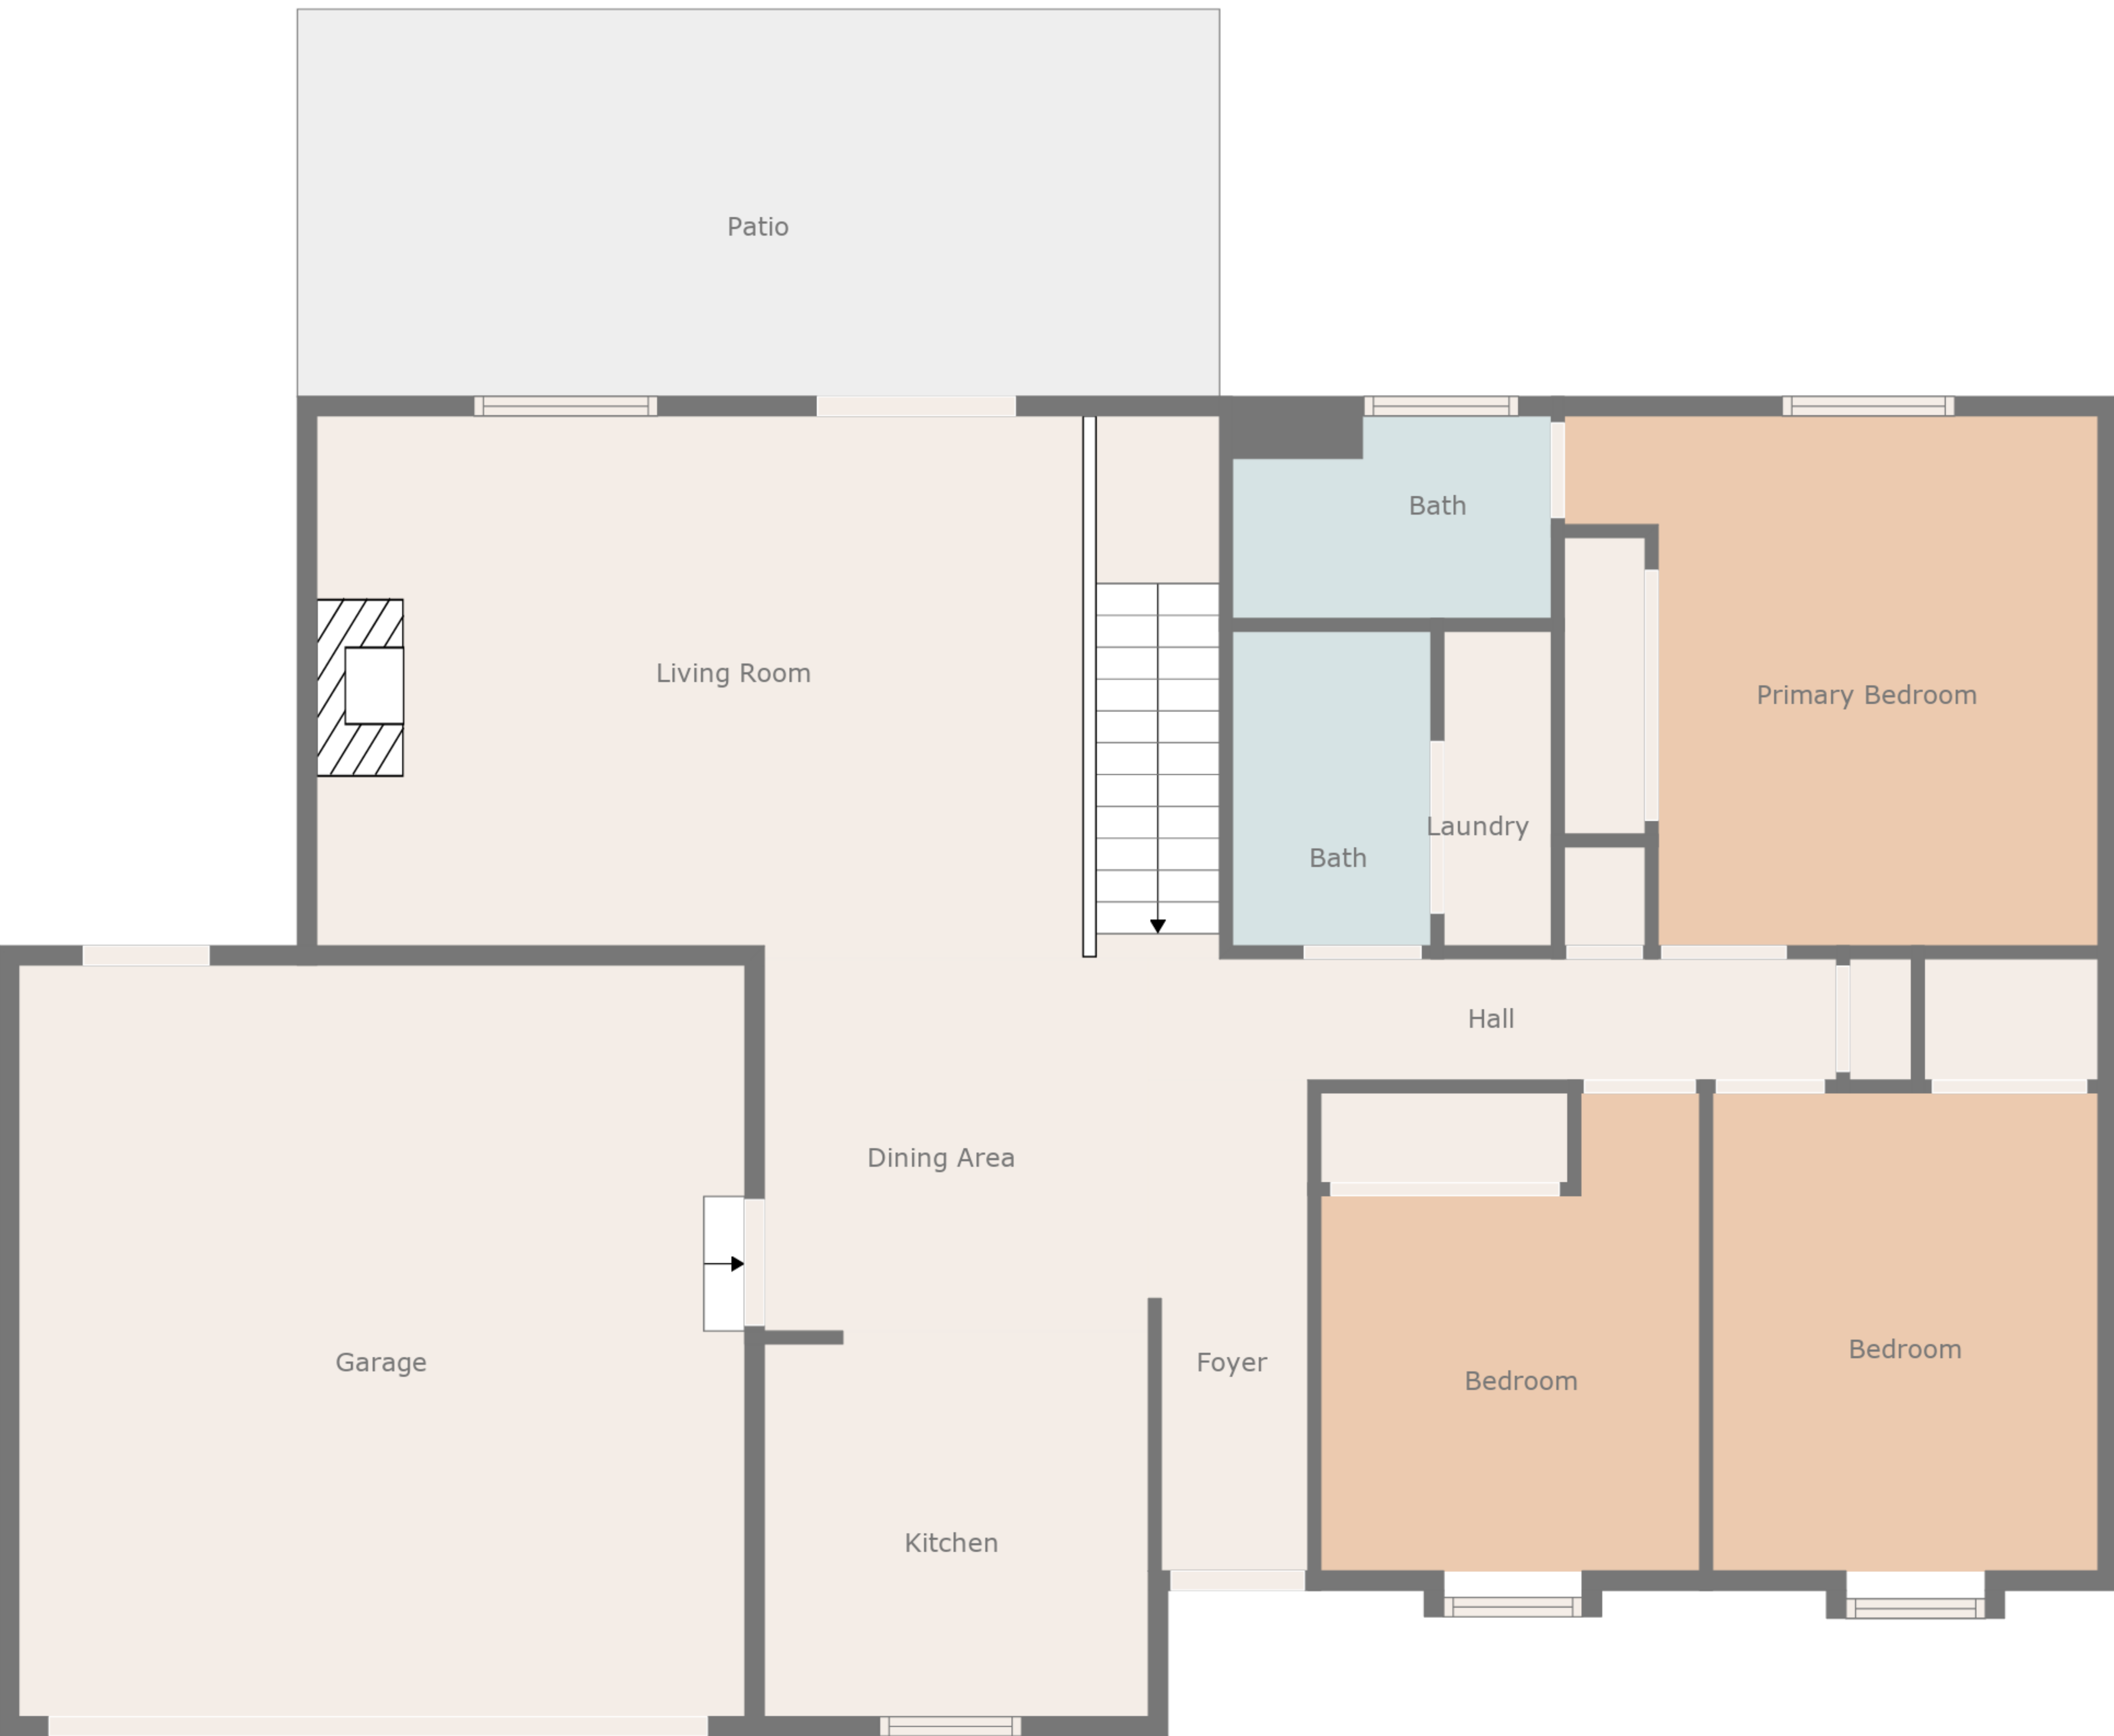 Patio
Bath
Living Room
Primary Bedroom
Laundry
Bath
Hall
Dining Area
Garage
Foyer
Bedroom
Bedroom
Kitchen